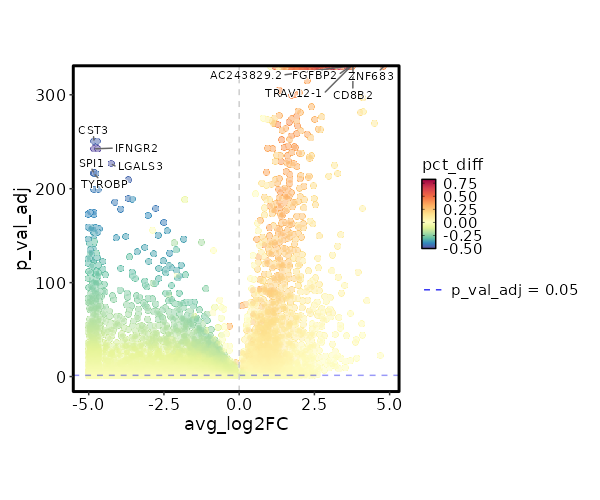 AC243829.2
FGFBP2
ZNF683
TRAV12-1
CD8B2
CST3
IFNGR2
SPI1
LGALS3
TYROBP
300
200
100
0
p_val_adj
-5.0
-2.5
0.0
2.5
5.0
avg_log2FC
pct_diff
0.75
0.50
0.25
0.00
-0.25
-0.50
p_val_adj = 0.05